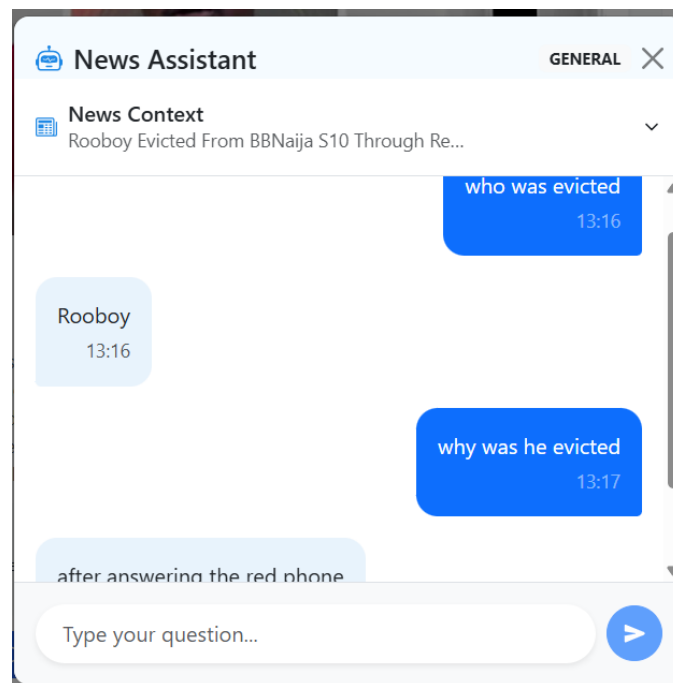 News Assistant
GENERAL
News Context
Rooboy Evicted From BBNaija S10 Through Re...
who was evicted
13:16
Rooboy
13:16
why was he evicted
13:17
after answering the red phone
Type your question...